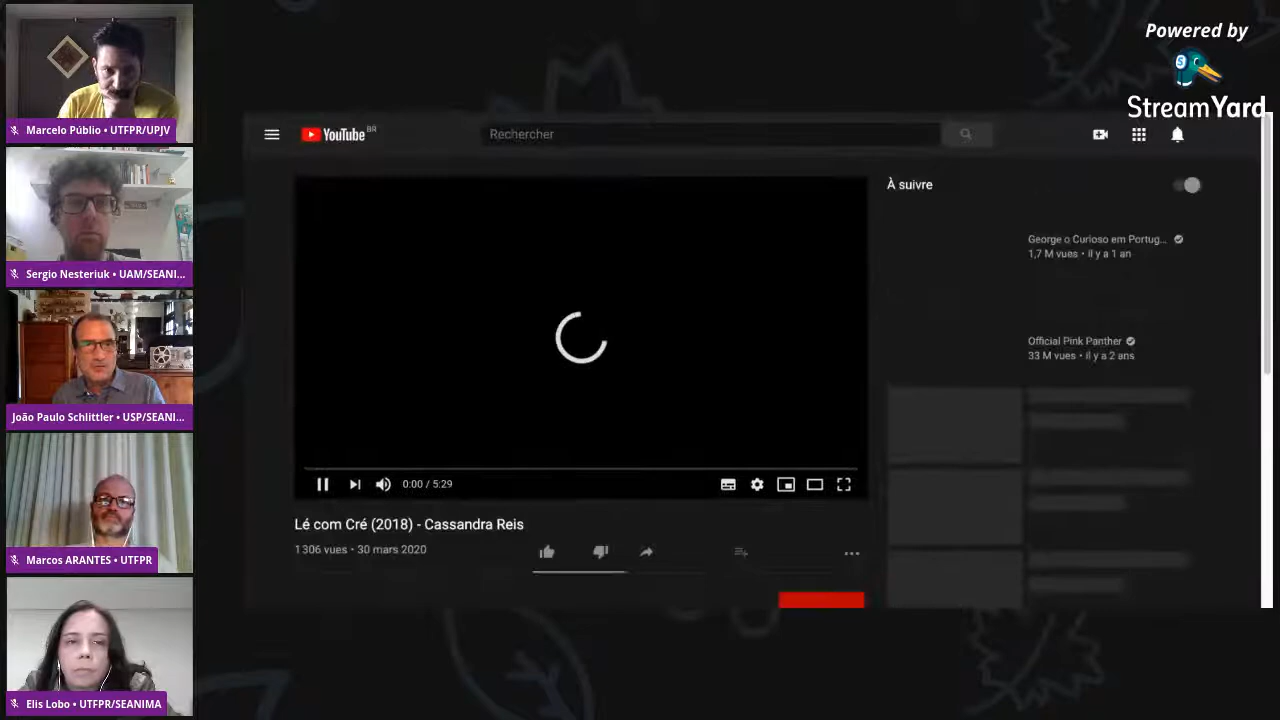 Powered by
StreamYard
Marcelo Públio • UTFPR/UPJV
Sergio Nesteriuk • UAM/SEANI...
João Paulo Schlittler • USP/SEANI...
Marcos ARANTES • UTFPR
Elis Lobo • UTFPR/SEANIMA
YouTube BR
Rechercher
À suivre
George o Curioso em Portug...
1,7 M vues • il y a 1 an
Official Pink Panther
33 M vues • il y a 2 ans
0:00 / 5:29
Lé com Cré (2018) - Cassandra Reis
1 306 vues • 30 mars 2020